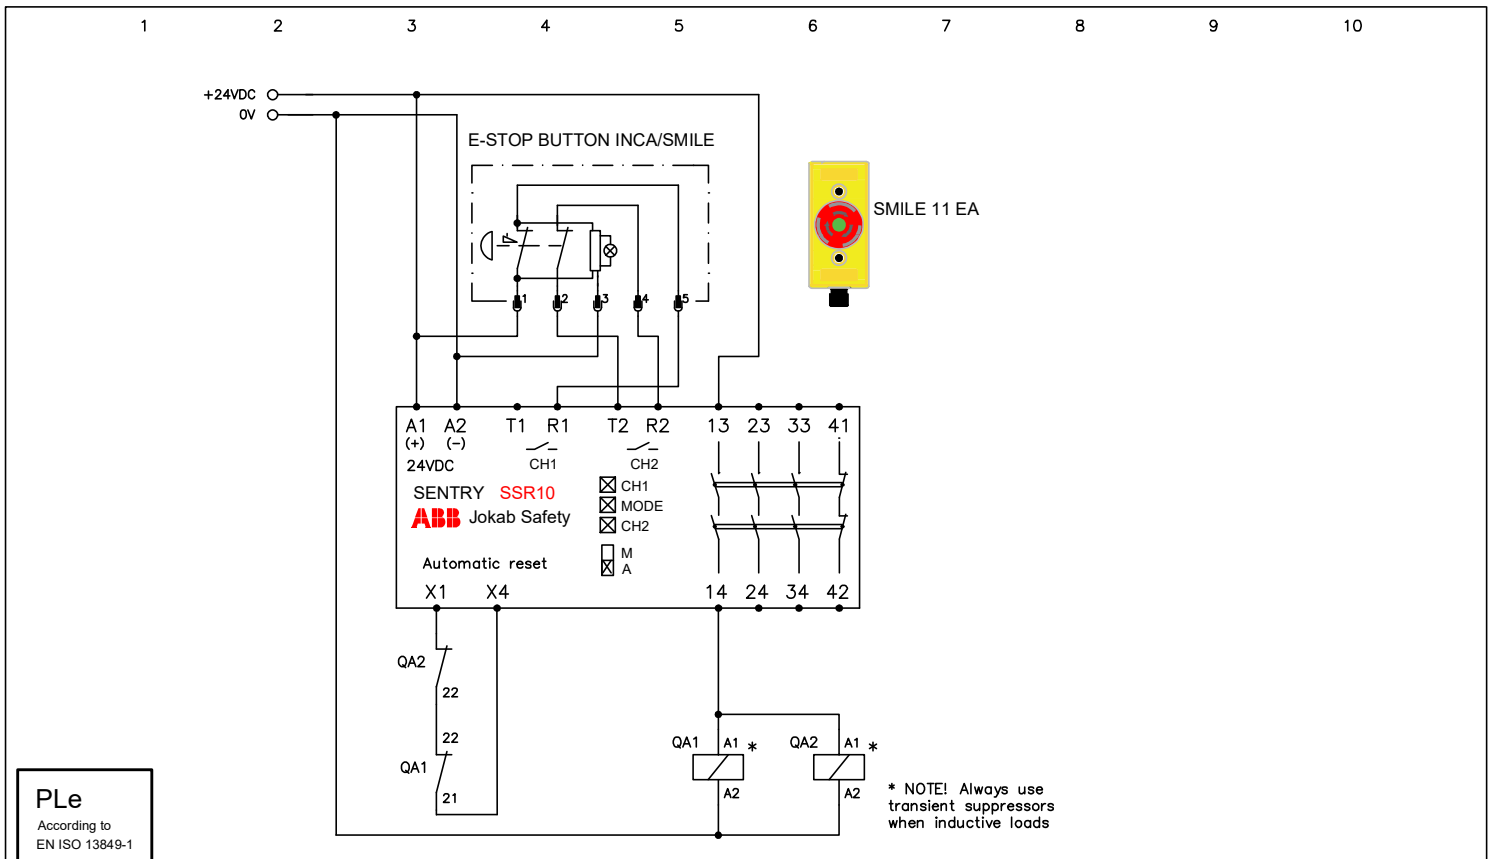 1 2 3 4 5 6 7 8 9 10
+24VDC
0V
E-STOP BUTTON INCA/SMILE
SMILE 11 EA
1 2 3 4 5
A1 A2 T1 R1 T2 R2 13 23 33 41
(+) (-)
24VDC CH1 CH2
SENTRY SSR10
ABB Jokab Safety
CH1
MODE
CH2
M
A
Automatic reset
X1 X4 14 24 34 42
QA2
22
22
QA1
21
QA1 A1 *
A2
QA2 A1 *
A2
* NOTE! Always use
transient suppressors
when inductive loads
PLe
According to
EN ISO 13849-1